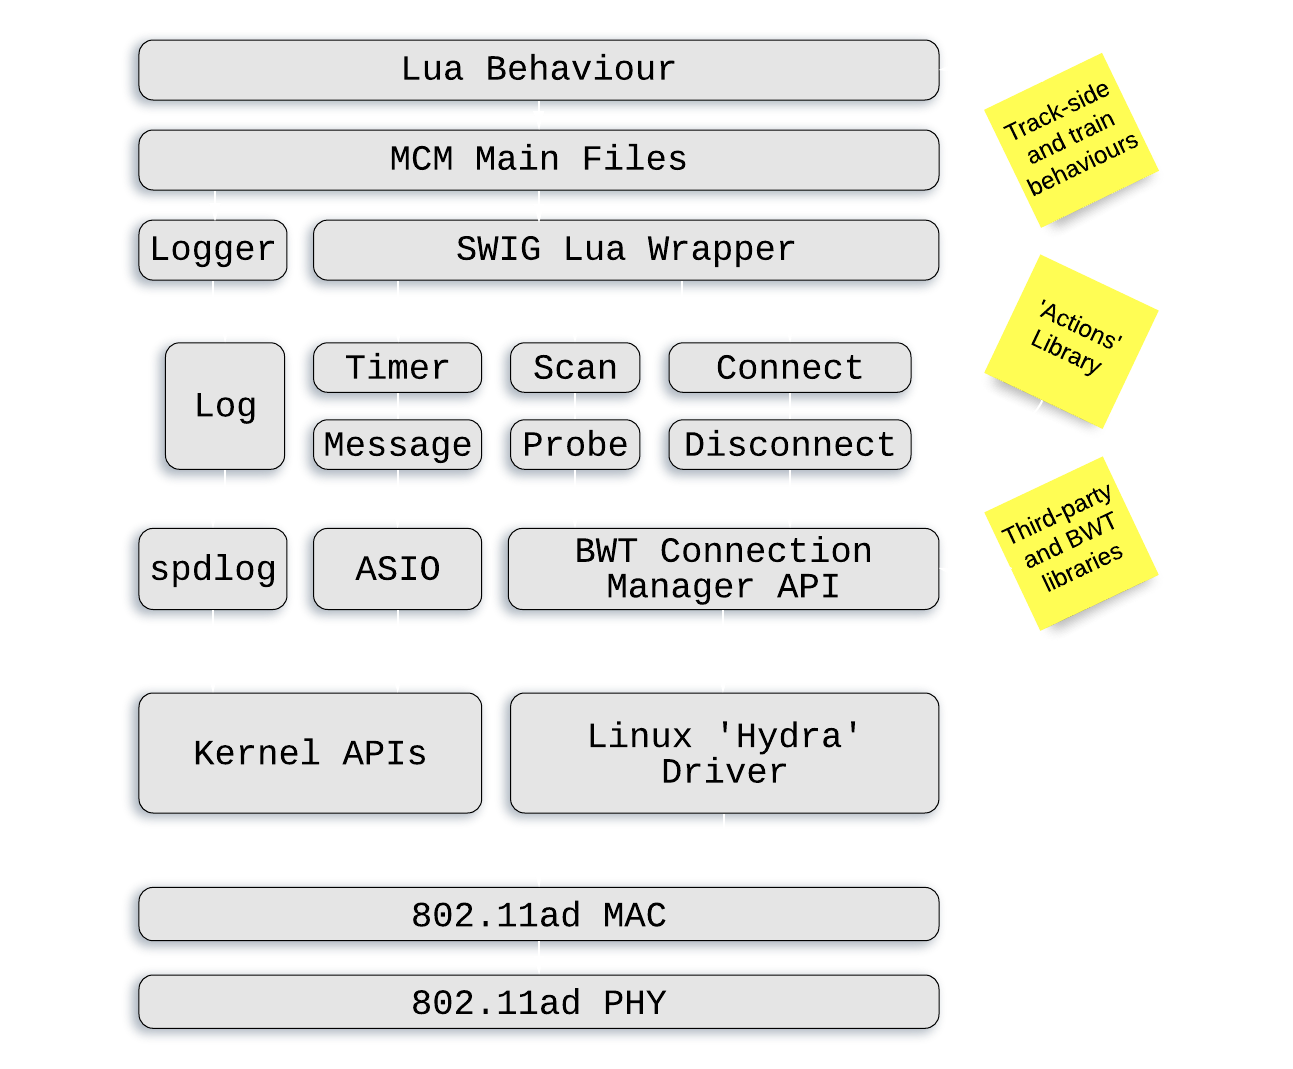 Lua Behaviour
MCM Main Files
Logger
SWIG Lua Wrapper
Log
Timer
Scan
Connect
Message
Probe
Disconnect
spdlog
ASIO
BWT Connection
Manager API
Kernel APIs
Linux 'Hydra'
Driver
802.11ad MAC
802.11ad PHY
Track-side
and train
behaviours
'Actions'
Library
Third-party
and BWT
libraries